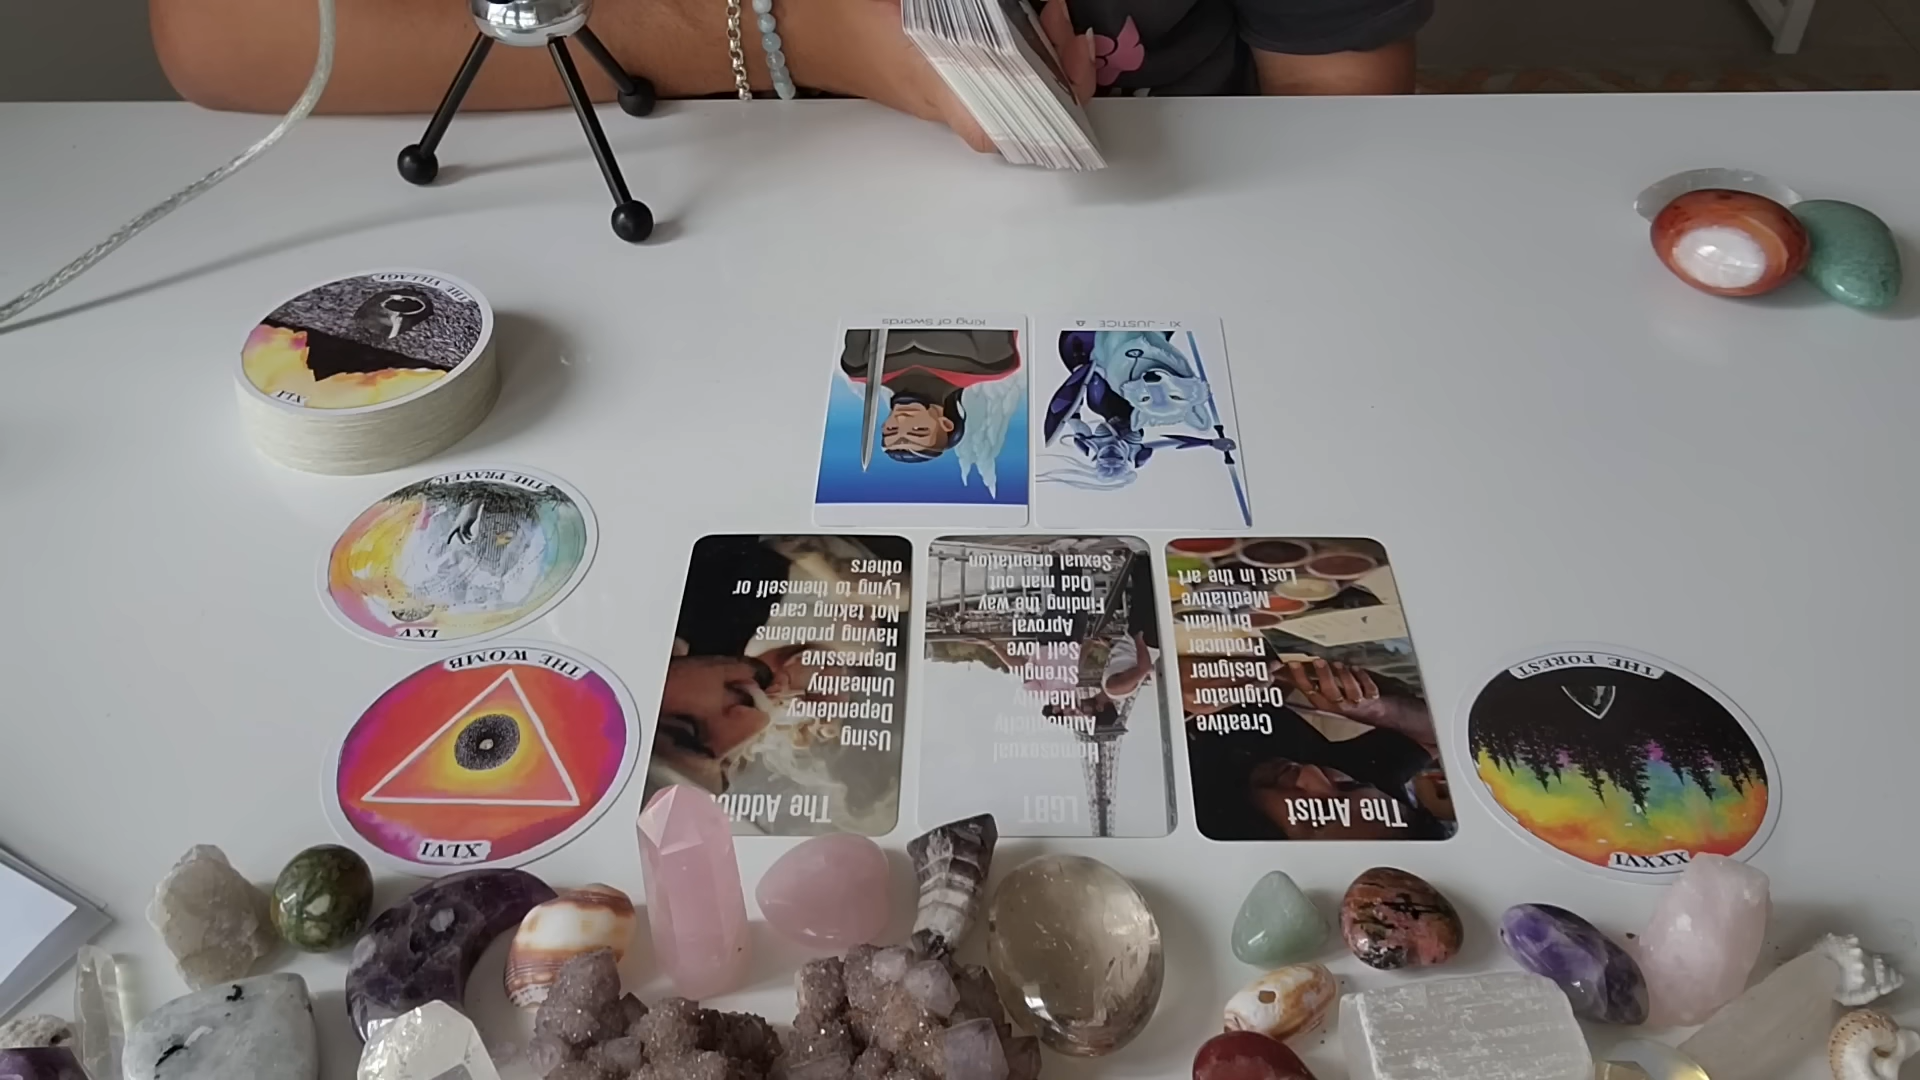 THE VILLAGE
XLI
THE PRAYER
LXV
THE WOMB
XLVI
King of Swords
XI - JUSTICE
The Addic
Using
Dependency
Unhealthy
Depressive
Having problems
Not taking care
Lying to themself or
others
LGBT
Homosexual
Authenticity
Identity
Strenght
Self love
Aproval
Finding the way
Odd man out
Sexual orientation
The Artist
Creative
Originator
Designer
Producer
Brilliant
Meditative
Lost in the art
THE FOREST
XXXVI